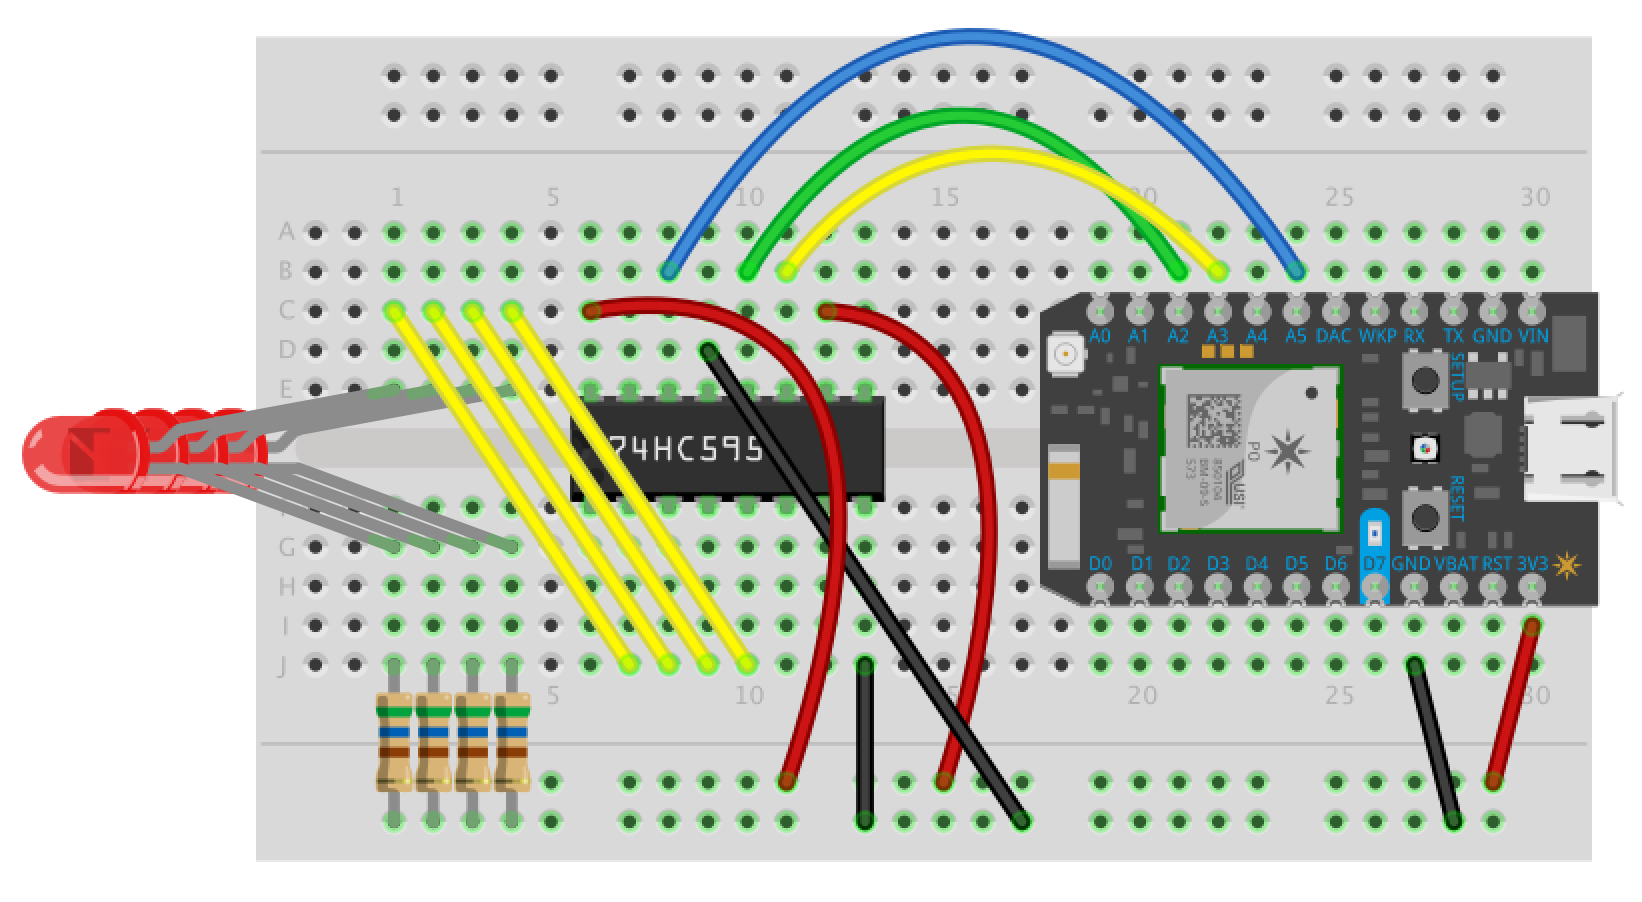 1 5 10 15 20 25 30
A
B
C
A0 A1 A2 A3 A4 A5 DAC WKP RX TX GND VIN
D
SETUP
E
74HC595
P0
RESET
G
D0 D1 D2 D3 D4 D5 D6 D7 GND VBAT RST 3V3
H
I
J
5 10 20 25 30